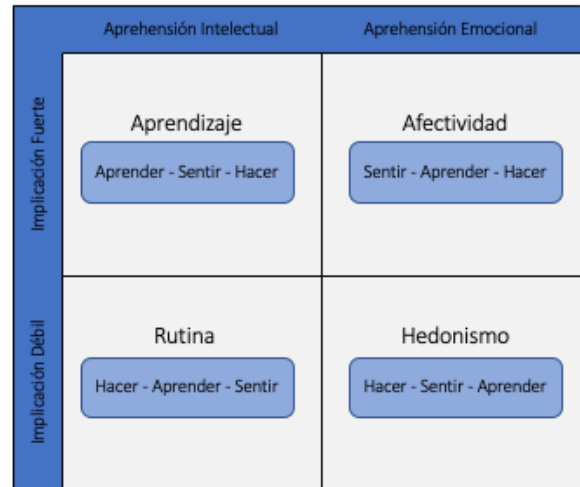 Aprehensión Intelectual
Aprehensión Emocional
Implicación Fuerte
Aprendizaje
Aprender - Sentir - Hacer
Afectividad
Sentir - Aprender - Hacer
Implicación Débil
Rutina
Hacer - Aprender - Sentir
Hedonismo
Hacer - Sentir - Aprender